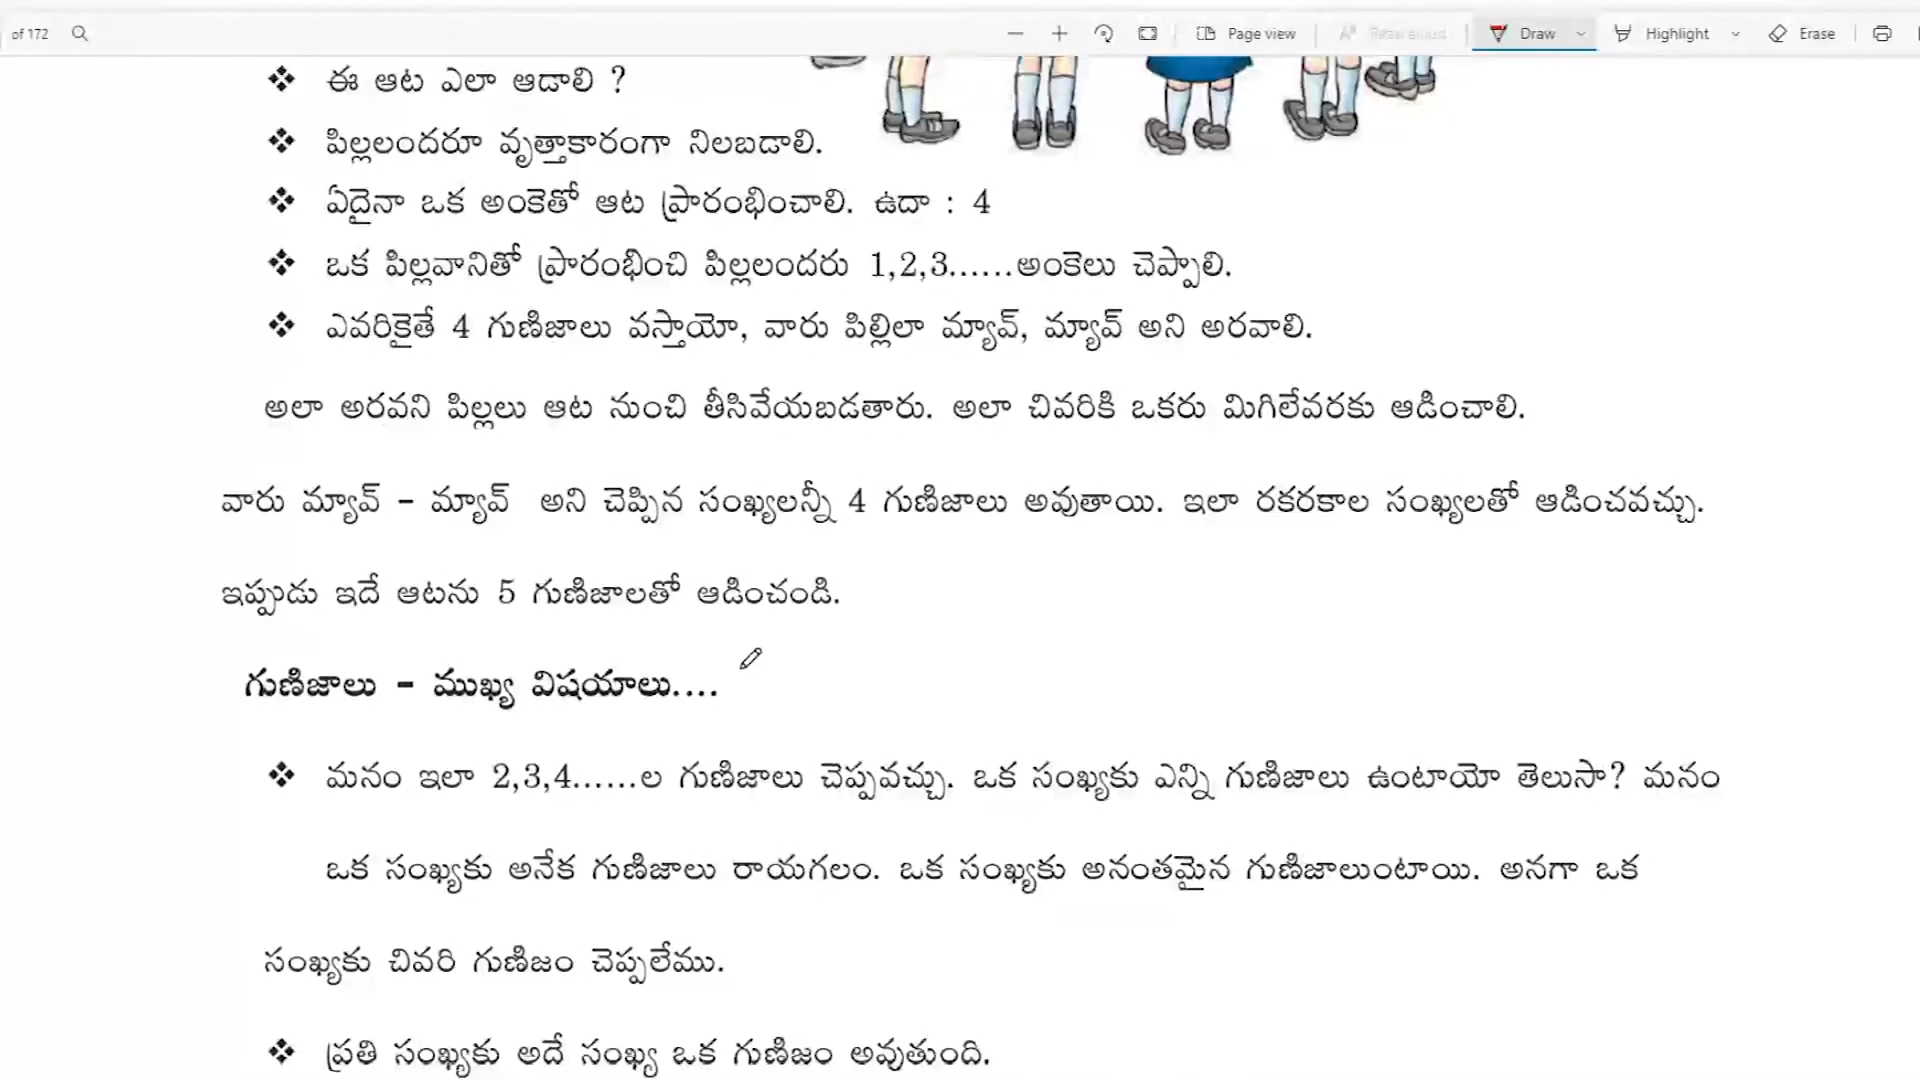 of 172 Page view Read aloud Draw Highlight Erase
❖ ఈ ఆట ఎలా ఆడాలి ?
❖ పిల్లలందరూ వృత్తాకారంగా నిలబడాలి.
❖ ఏదైనా ఒక అంకెతో ఆట ప్రారంభించాలి. ఉదా : 4
❖ ఒక పిల్లవానితో ప్రారంభించి పిల్లలందరు 1,2,3......అంకెలు చెప్పాలి.
❖ ఎవరికైతే 4 గుణిజాలు వస్తాయో, వారు పిల్లిలా మ్యావ్, మ్యావ్ అని అరవాలి.
అలా అరవని పిల్లలు ఆట నుంచి తీసివేయబడతారు. అలా చివరికి ఒకరు మిగిలేవరకు ఆడించాలి.
వారు మ్యావ్ – మ్యావ్ అని చెప్పిన సంఖ్యలన్నీ 4 గుణిజాలు అవుతాయి. ఇలా రకరకాల సంఖ్యలతో ఆడించవచ్చు.
ఇప్పుడు ఇదే ఆటను 5 గుణిజాలతో ఆడించండి.
గుణిజాలు – ముఖ్య విషయాలు....
❖ మనం ఇలా 2,3,4......ల గుణిజాలు చెప్పవచ్చు. ఒక సంఖ్యకు ఎన్ని గుణిజాలు ఉంటాయో తెలుసా? మనం
ఒక సంఖ్యకు అనేక గుణిజాలు రాయగలం. ఒక సంఖ్యకు అనంతమైన గుణిజాలుంటాయి. అనగా ఒక
సంఖ్యకు చివరి గుణిజం చెప్పలేము.
❖ ప్రతి సంఖ్యకు అదే సంఖ్య ఒక గుణిజం అవుతుంది.